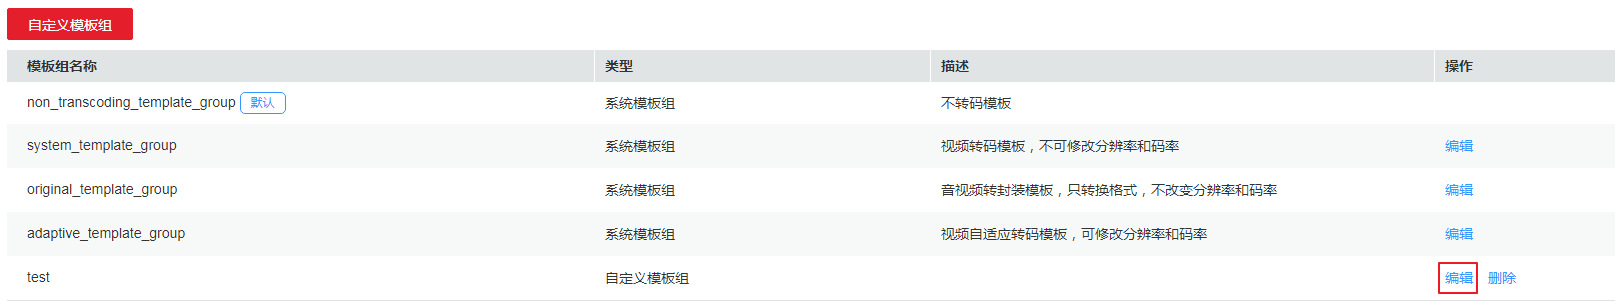 自定义模板组
模板组名称 类型 描述 操作
non_transcoding_template_group 默认 系统模板组 不转码模板
system_template_group 系统模板组 视频转码模板，不可修改分辨率和码率 编辑
original_template_group 系统模板组 音视频转封装模板，只转换格式，不改变分辨率和码率 编辑
adaptive_template_group 系统模板组 视频自适应转码模板，可修改分辨率和码率 编辑
test 自定义模板组 编辑 删除